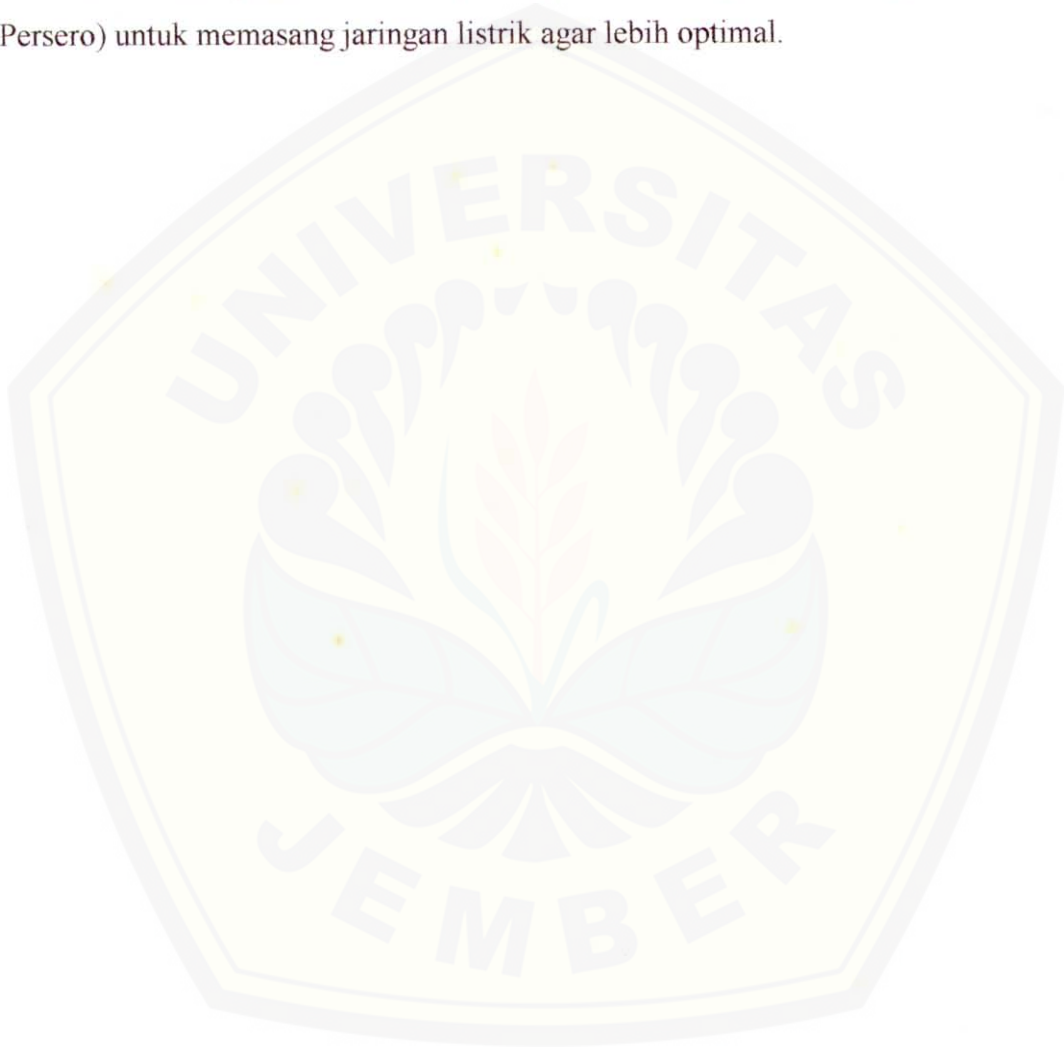 Persero) untuk memasang jaringan listrik agar lebih optimal.
UNIVERSITAS
JEMBER